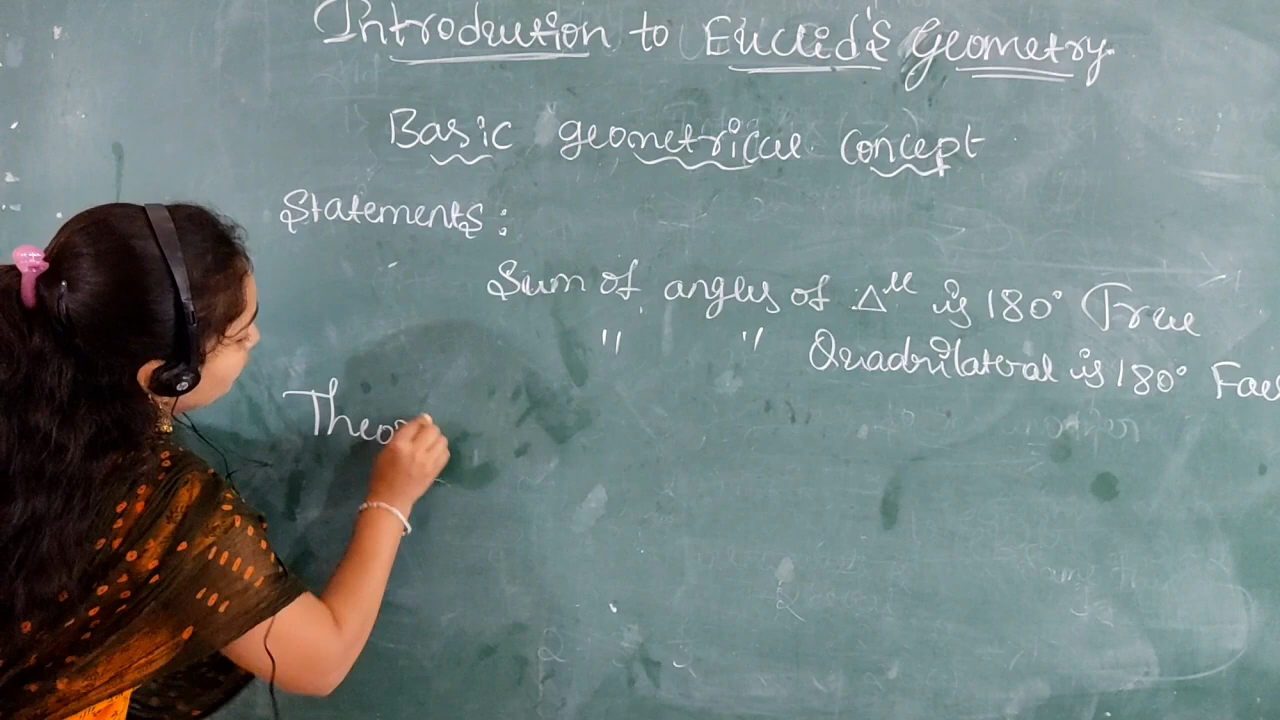 Introduction to Euclid's Geometry.
Basic geometrical concept
Statements :
Sum of angles of Δle is 180° True
" " Quadrilateral is 180° Fal
Theo